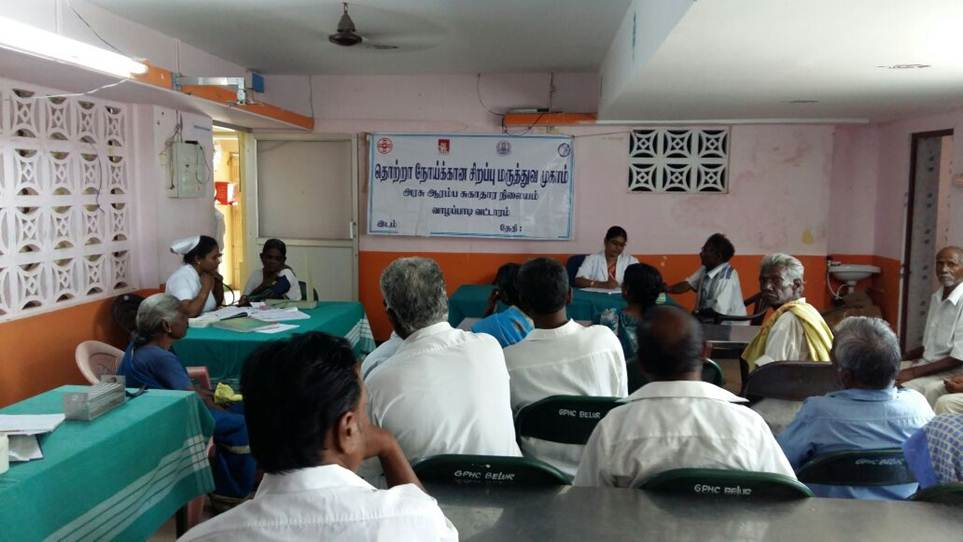 தொற்றா நோய்க்கான சிறப்பு மருத்துவ முகாம்
அரசு ஆரம்ப சுகாதார நிலையம்
வாழப்பாடி வட்டாரம்
இடம்
தேதி :
GPHC BELUR
GPHC BELUR
GPHC BELUR
GPHC BELUR